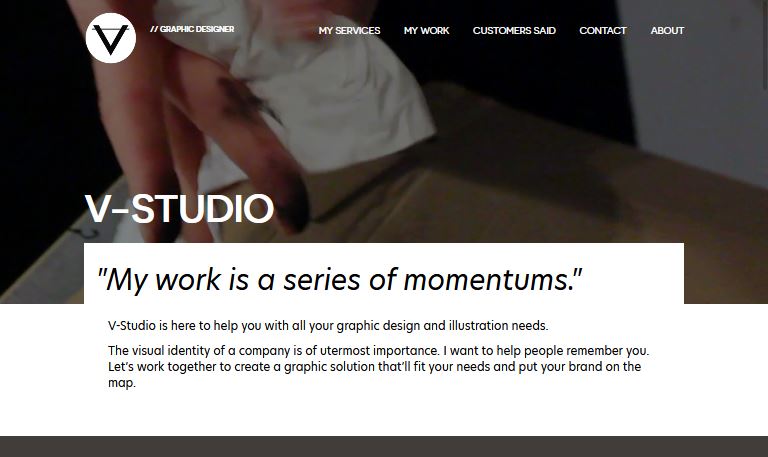 V
// GRAPHIC DESIGNER
MY SERVICES MY WORK CUSTOMERS SAID CONTACT ABOUT
V-STUDIO
"My work is a series of momentums."
V-Studio is here to help you with all your graphic design and illustration needs.
The visual identity of a company is of utermost importance. I want to help people remember you.
Let's work together to create a graphic solution that'll fit your needs and put your brand on the
map.